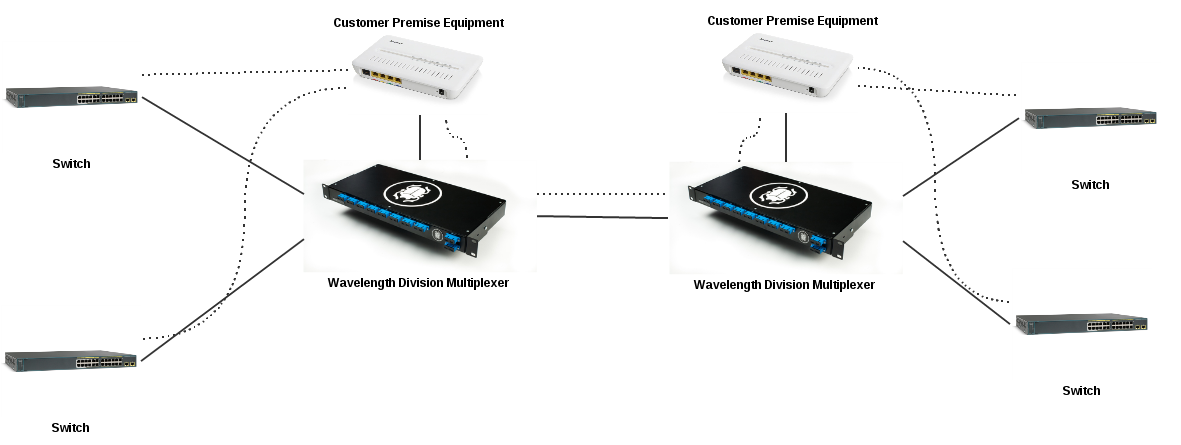 Customer Premise Equipment
Customer Premise Equipment
Switch
Switch
Wavelength Division Multiplexer
Wavelength Division Multiplexer
Switch
Switch